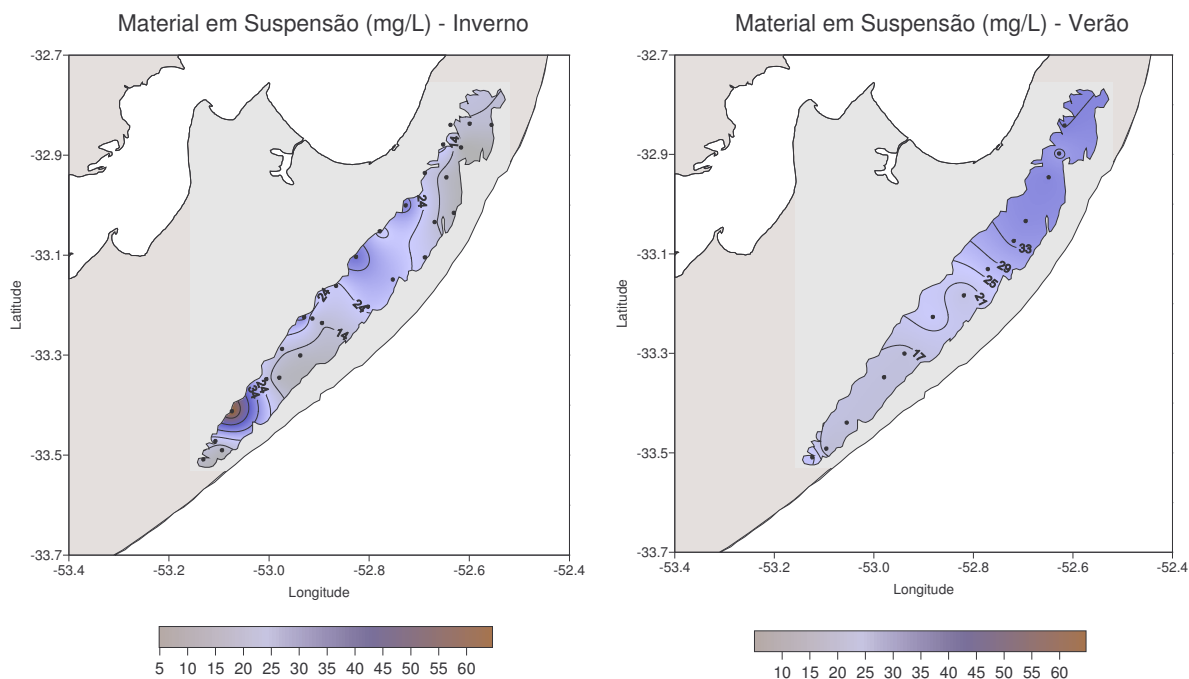 Material em Suspensão (mg/L) - Inverno
-32.7
-32.9
-33.1
-33.3
-33.5
-33.7
Latitude
14
24
24
24
14
34
24
-53.4 -53.2 -53.0 -52.8 -52.6 -52.4
Longitude
5 10 15 20 25 30 35 40 45 50 55 60
Material em Suspensão (mg/L) - Verão
-32.7
-32.9
-33.1
-33.3
-33.5
-33.7
Latitude
33
29
25
21
17
-53.4 -53.2 -53.0 -52.8 -52.6 -52.4
Longitude
10 15 20 25 30 35 40 45 50 55 60